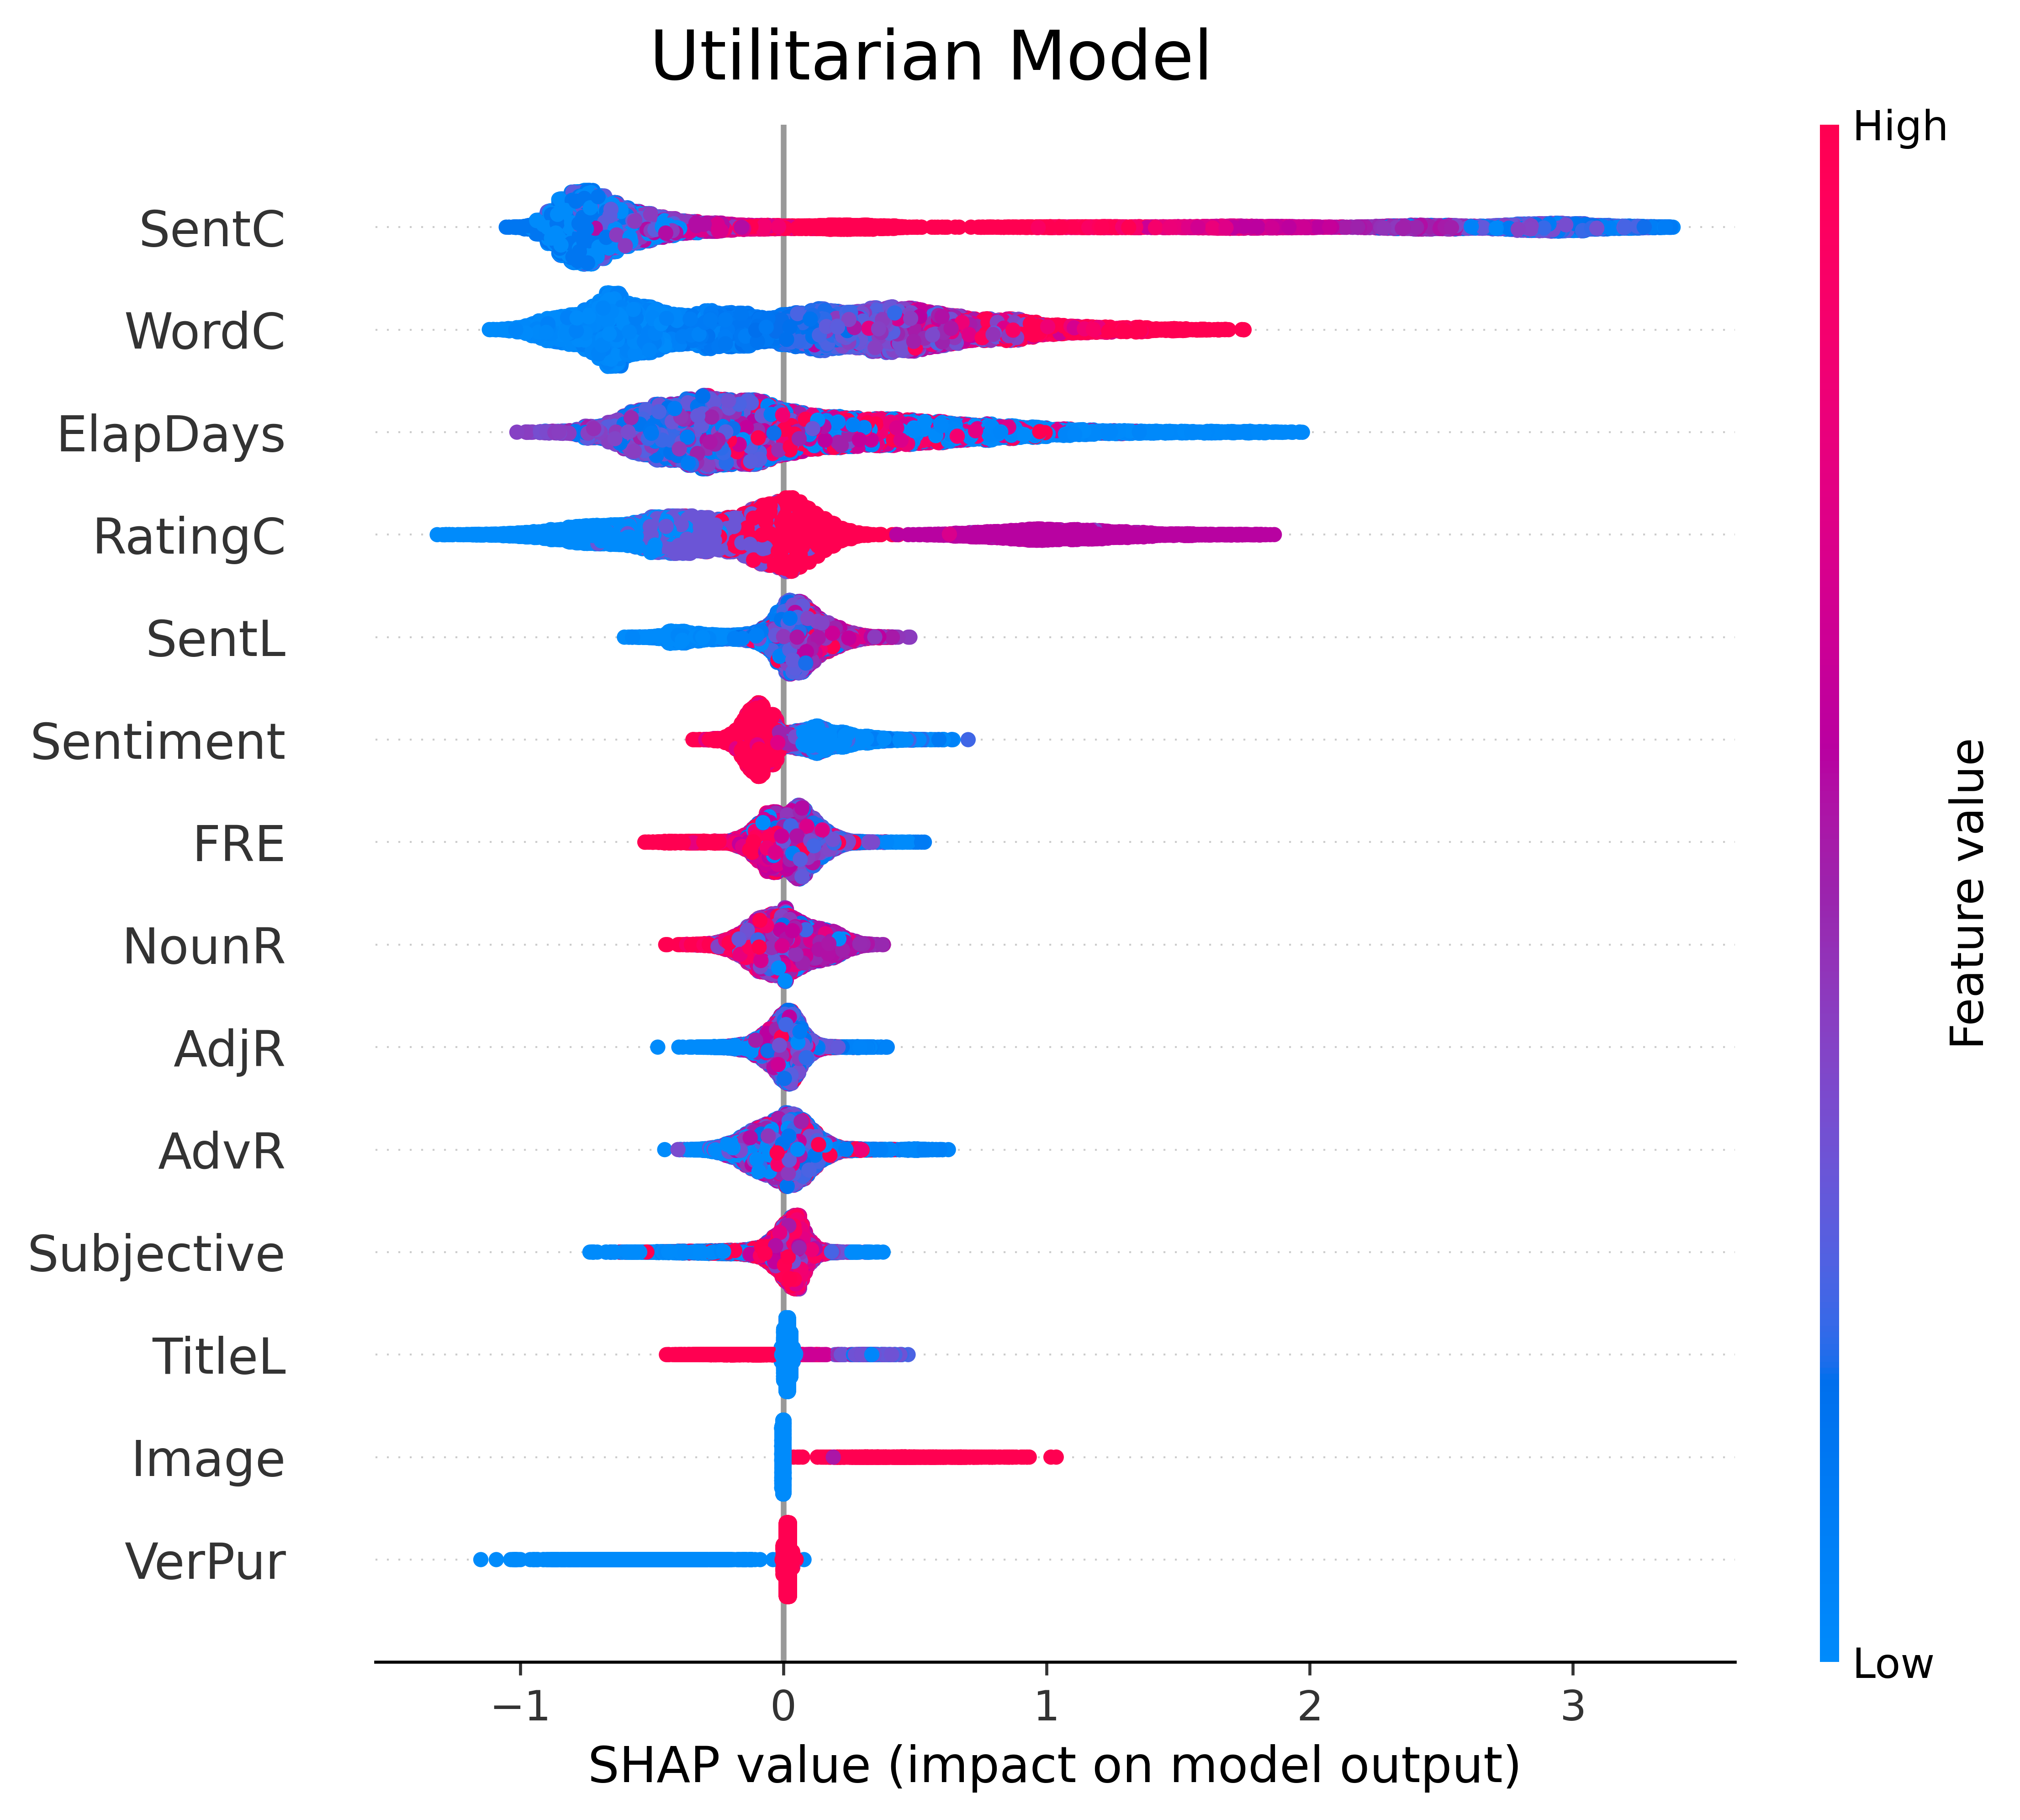 Utilitarian Model
High
SentC
WordC
ElapDays
RatingC
SentL
Sentiment
FRE
NounR
AdjR
AdvR
Subjective
TitleL
Image
VerPur
Feature value
Low
−1 0 1 2 3
SHAP value (impact on model output)